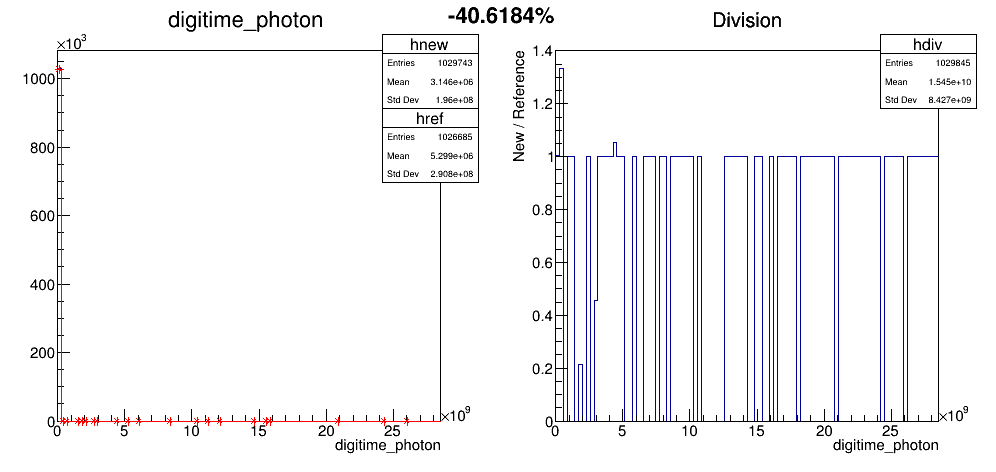 -40.6184%
digitime_photon
×10³
hnew
Entries 1029743
Mean 3.146e+06
Std Dev 1.96e+08
href
Entries 1026685
Mean 5.299e+06
Std Dev 2.908e+08
1000
800
600
400
200
0
0 5 10 15 20 25 ×10⁹
digitime_photon
Division
hdiv
Entries 1029845
Mean 1.545e+10
Std Dev 8.427e+09
New / Reference
1.4
1.2
1
0.8
0.6
0.4
0.2
0
0 5 10 15 20 25 ×10⁹
digitime_photon